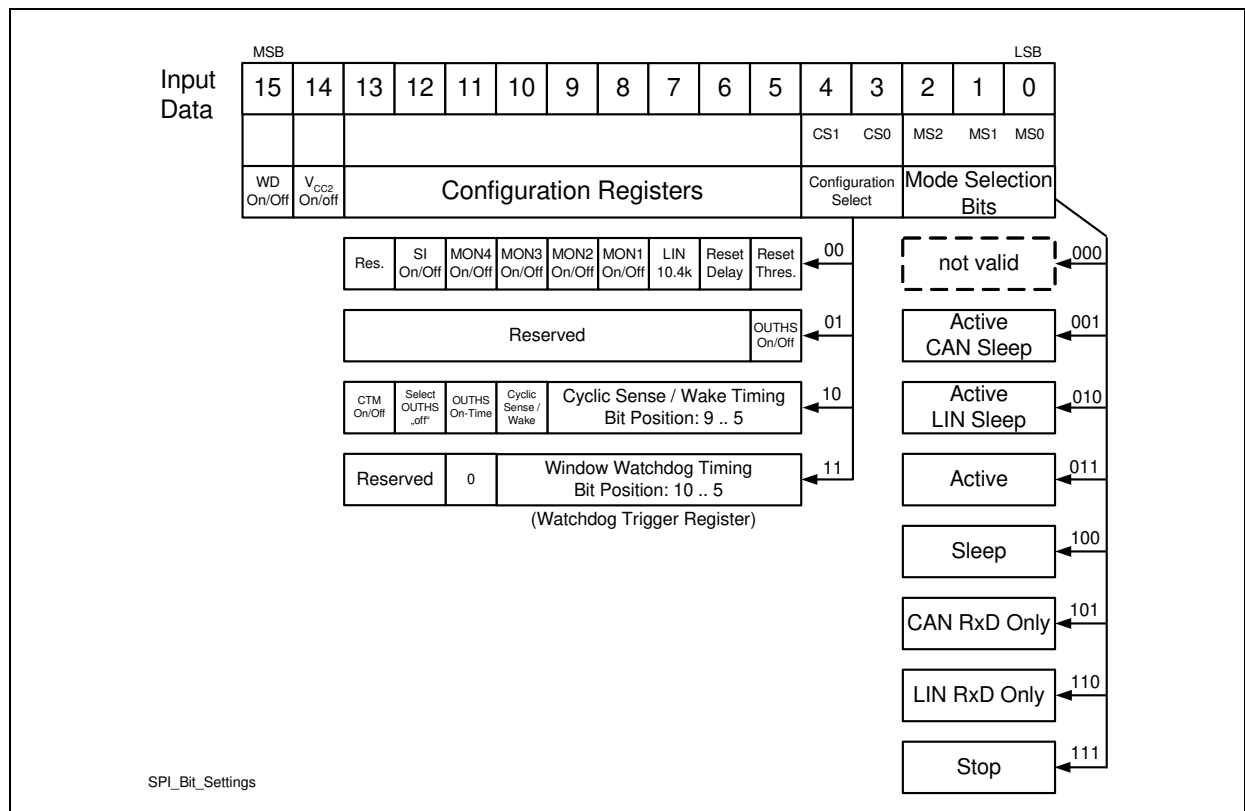 MSB LSB
Input Data 15 14 13 12 11 10 9 8 7 6 5 4 3 2 1 0
CS1 CS0 MS2 MS1 MS0
WD On/Off VCC2 On/off Configuration Registers Configuration Select Mode Selection Bits
Res. SI On/Off MON4 On/Off MON3 On/Off MON2 On/Off MON1 On/Off LIN 10.4k Reset Delay Reset Thres. 00 not valid 000
Reserved OUTHS On/Off 01 Active CAN Sleep 001
CTM On/Off Select OUTHS „off“ OUTHS On-Time Cyclic Sense / Wake Cyclic Sense / Wake Timing Bit Position: 9 .. 5 10 Active LIN Sleep 010
Reserved 0 Window Watchdog Timing Bit Position: 10 .. 5 11 Active 011
(Watchdog Trigger Register)
Sleep 100
CAN RxD Only 101
LIN RxD Only 110
Stop 111
SPI_Bit_Settings